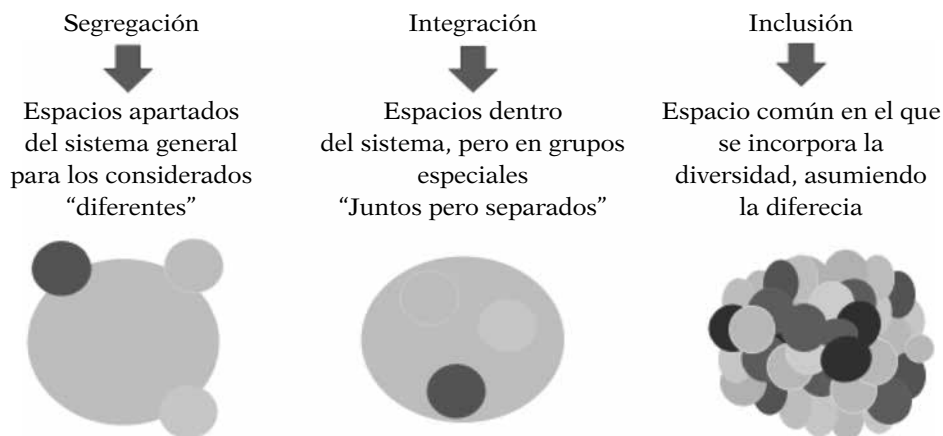 Segregación
Espacios apartados
del sistema general
para los considerados
“diferentes”
Integración
Espacios dentro
del sistema, pero en grupos
especiales
“Juntos pero separados”
Inclusión
Espacio común en el que
se incorpora la
diversidad, asumiendo
la diferecia